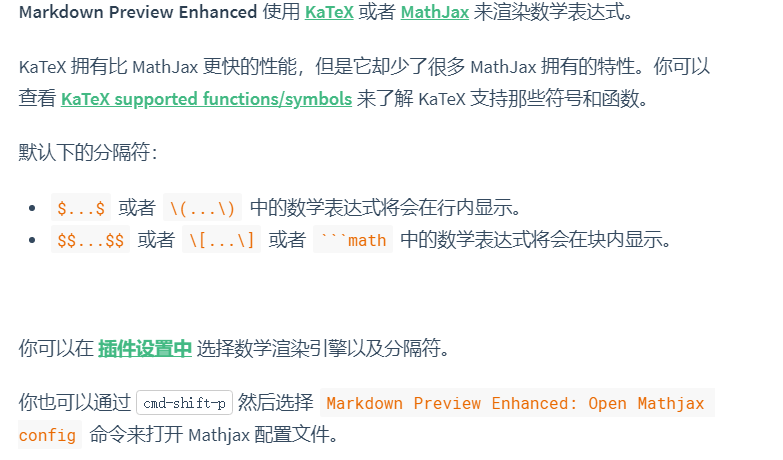 Markdown Preview Enhanced 使用 KaTeX 或者 MathJax 来渲染数学表达式。
KaTeX 拥有比 MathJax 更快的性能，但是它却少了很多 MathJax 拥有的特性。你可以
查看 KaTeX supported functions/symbols 来了解 KaTeX 支持那些符号和函数。
默认下的分隔符：
• $...$ 或者 \(...\) 中的数学表达式将会在行内显示。
• $$...$$ 或者 \[...\] 或者 ```math 中的数学表达式将会在块内显示。
你可以在 插件设置中 选择数学渲染引擎以及分隔符。
你也可以通过 cmd-shift-p 然后选择 Markdown Preview Enhanced: Open Mathjax
config 命令来打开 Mathjax 配置文件。